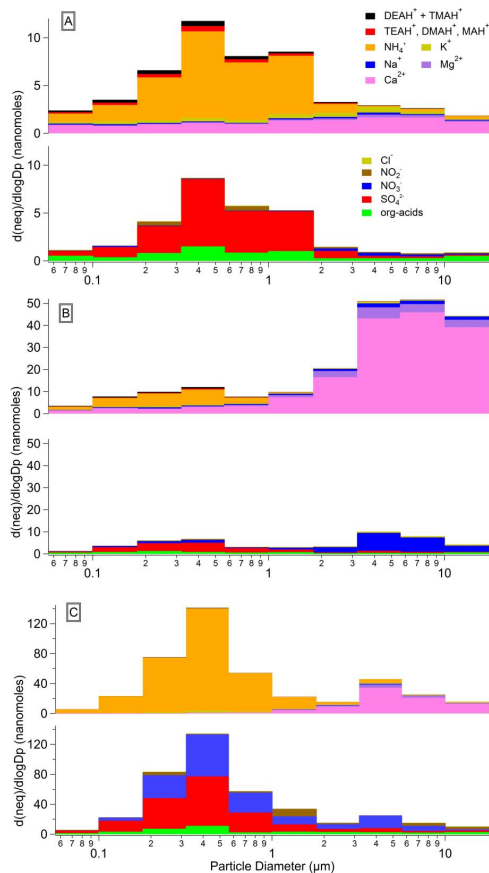 A
DEAH+ + TMAH+
TEAH+, DMAH+, MAH+
NH4+ K+
Na+ Mg2+
Ca2+
10
5
0
d(neq)/dlogDp (nanomoles)
Cl-
NO2-
NO3-
SO42-
org-acids
10
5
0
6 7 8 9 0.1 2 3 4 5 6 7 8 9 1 2 3 4 5 6 7 8 9 10
B
50
40
30
20
10
0
d(neq)/dlogDp (nanomoles)
50
40
30
20
10
0
6 7 8 9 0.1 2 3 4 5 6 7 8 9 1 2 3 4 5 6 7 8 9 10
C
120
80
40
0
d(neq)/dlogDp (nanomoles)
120
80
40
0
6 7 8 9 0.1 2 3 4 5 6 7 8 9 1 2 3 4 5 6 7 8 9 10
Particle Diameter (µm)